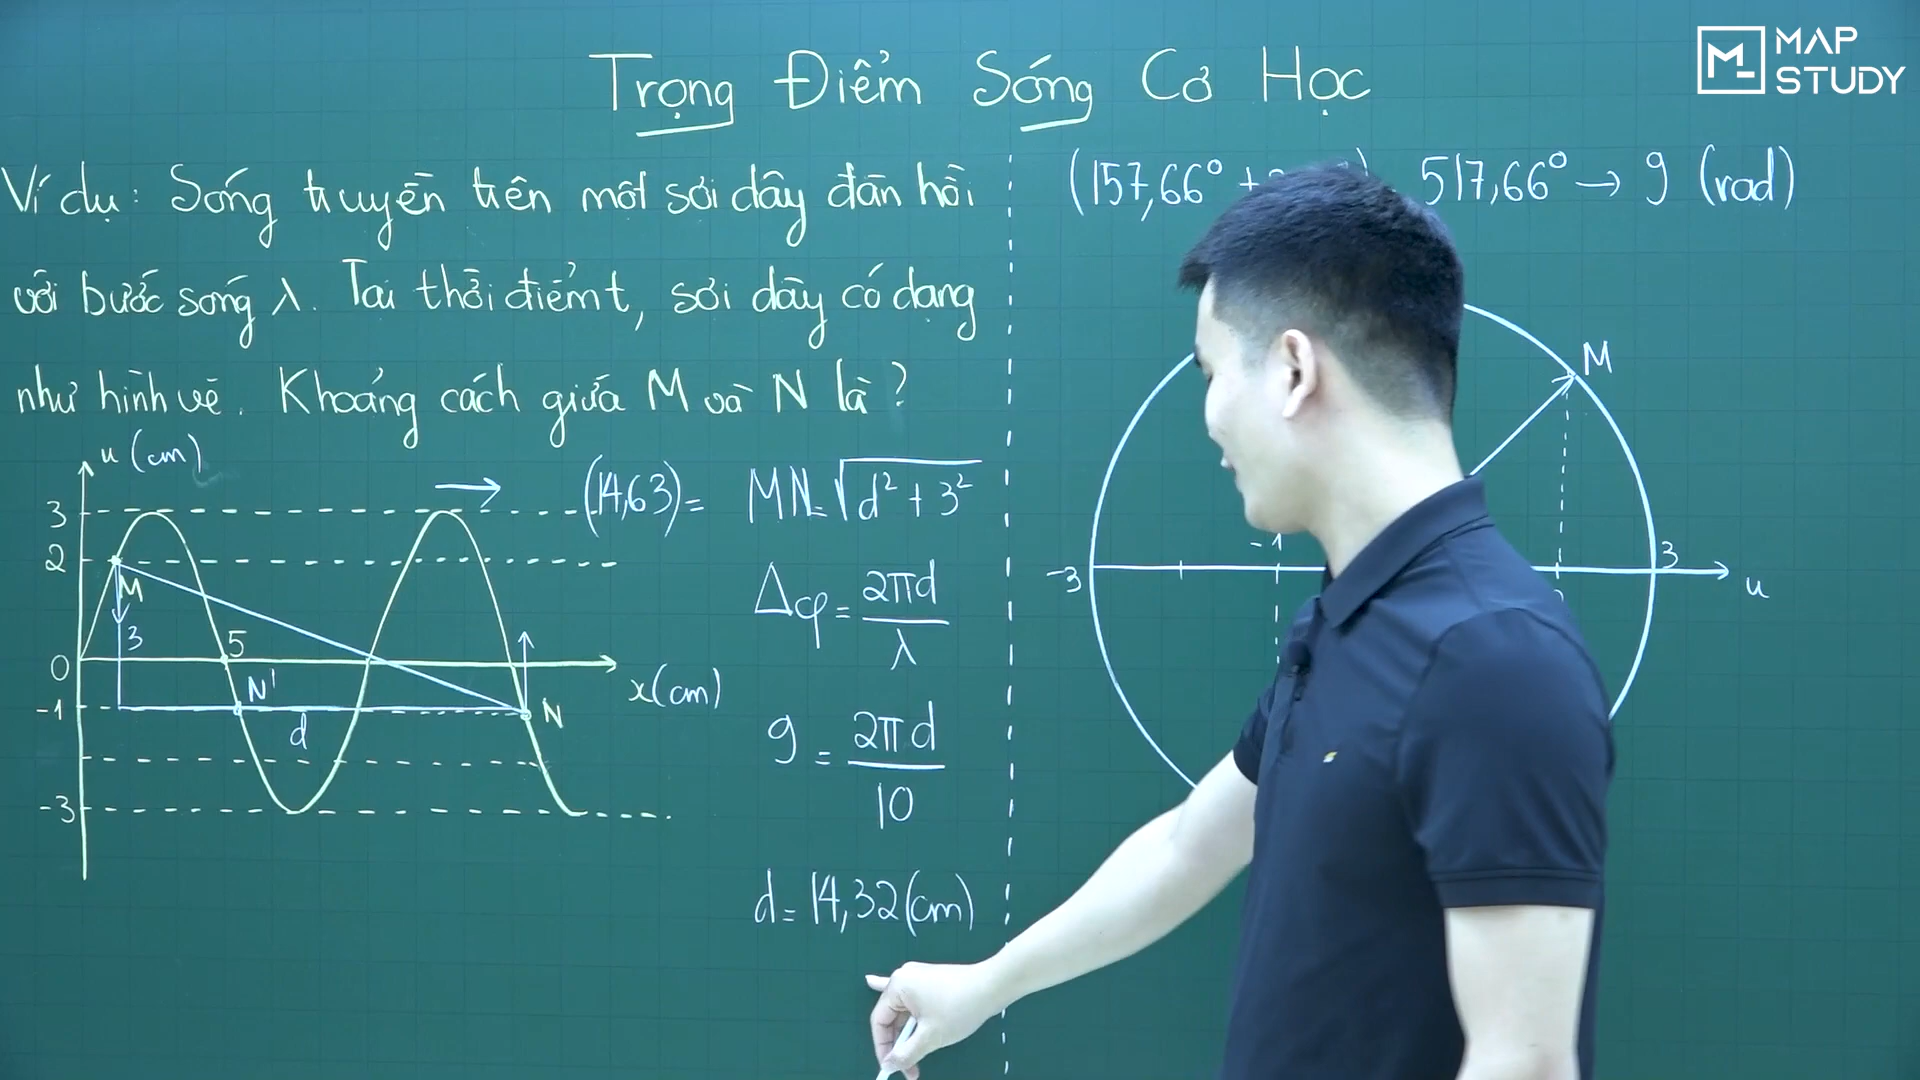 MAP
STUDY
Trọng Điểm Sóng Cơ Học
Ví dụ: Sóng truyền trên một sợi dây đàn hồi
với bước sóng λ. Tại thời điểm t, sợi dây có dạng
như hình vẽ. Khoảng cách giữa M và N là?
u (cm)
3
2
M
3
5
0
x(cm)
N'
-1
N
d
-3
(14,63) = MN = √(d² + 3²)
Δφ = 2πd / λ
9 = 2πd / 10
d = 14,32 (cm)
(157,66° + 517,66° → 9 (rad)
M
-1
-3
3
u